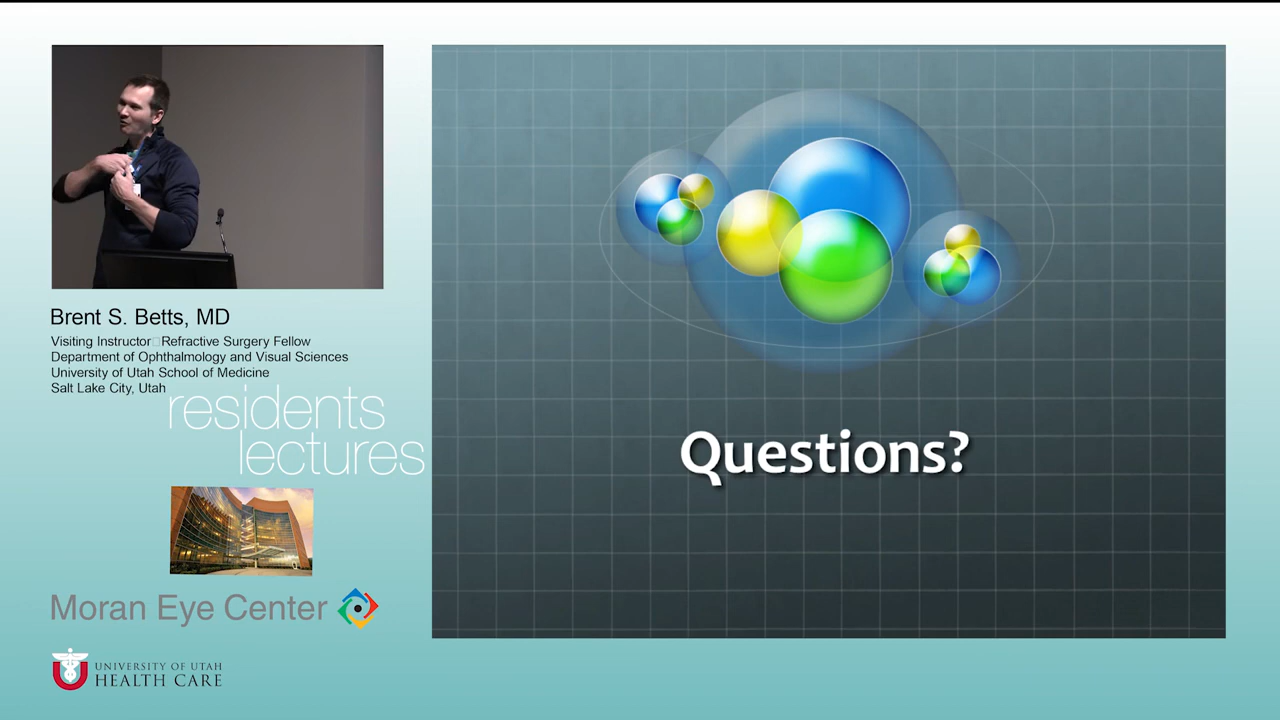 Brent S. Betts, MD
Visiting Instructor□Refractive Surgery Fellow
Department of Ophthalmology and Visual Sciences
University of Utah School of Medicine
Salt Lake City, Utah
residents
lectures
Moran Eye Center
UNIVERSITY OF UTAH
HEALTH CARE
Questions?